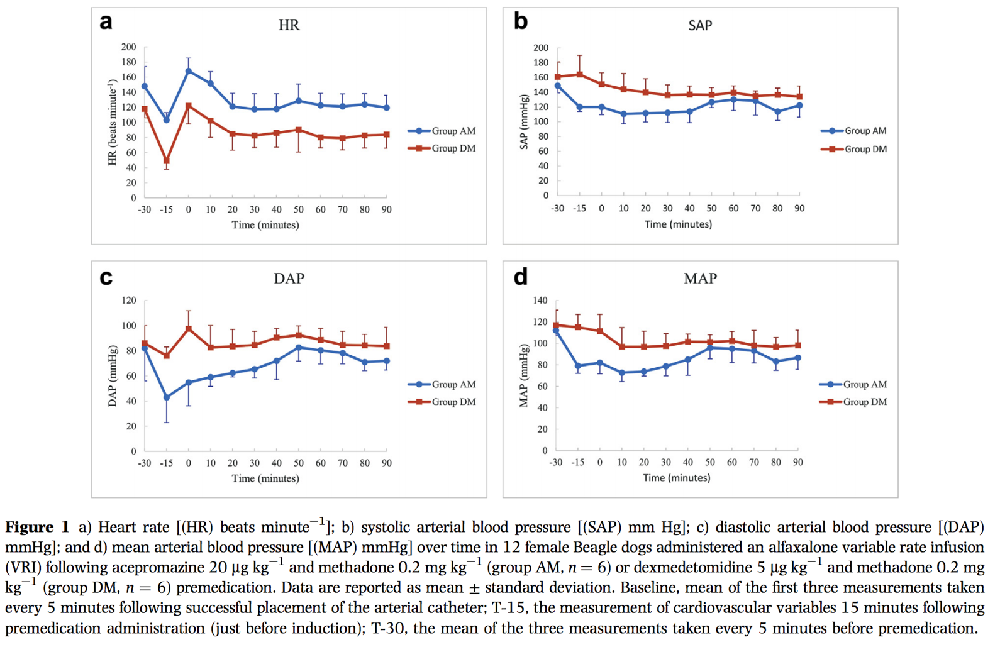 a
HR
200
180
160
140
120
100
80
60
40
20
0
HR (beats minute⁻¹)
-30 -15 0 10 20 30 40 50 60 70 80 90
Time (minutes)
Group AM
Group DM
b
SAP
200
180
160
140
120
100
80
60
40
20
0
SAP (mmHg)
-30 -15 0 10 20 30 40 50 60 70 80 90
Time (minutes)
Group AM
Group DM
c
DAP
120
100
80
60
40
20
0
DAP (mmHg)
-30 -15 0 10 20 30 40 50 60 70 80 90
Time (minutes)
Group AM
Group DM
d
MAP
140
120
100
80
60
40
20
0
MAP (mmHg)
-30 -15 0 10 20 30 40 50 60 70 80 90
Time (minutes)
Group AM
Group DM
Figure 1 a) Heart rate [(HR) beats minute⁻¹]; b) systolic arterial blood pressure [(SAP) mm Hg]; c) diastolic arterial blood pressure [(DAP)
mmHg]; and d) mean arterial blood pressure [(MAP) mmHg] over time in 12 female Beagle dogs administered an alfaxalone variable rate infusion
(VRI) following acepromazine 20 μg kg⁻¹ and methadone 0.2 mg kg⁻¹ (group AM, n = 6) or dexmedetomidine 5 μg kg⁻¹ and methadone 0.2 mg
kg⁻¹ (group DM, n = 6) premedication. Data are reported as mean ± standard deviation. Baseline, mean of the first three measurements taken
every 5 minutes following successful placement of the arterial catheter; T-15, the measurement of cardiovascular variables 15 minutes following
premedication administration (just before induction); T-30, the mean of the three measurements taken every 5 minutes before premedication.